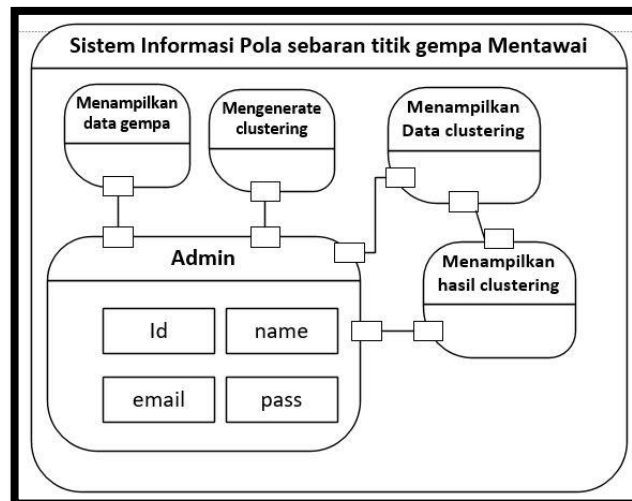 Sistem Informasi Pola sebaran titik gempa Mentawai
Menampilkan
data gempa
Mengenerate
clustering
Menampilkan
Data clustering
Admin
Menampilkan
hasil clustering
Id
name
email
pass